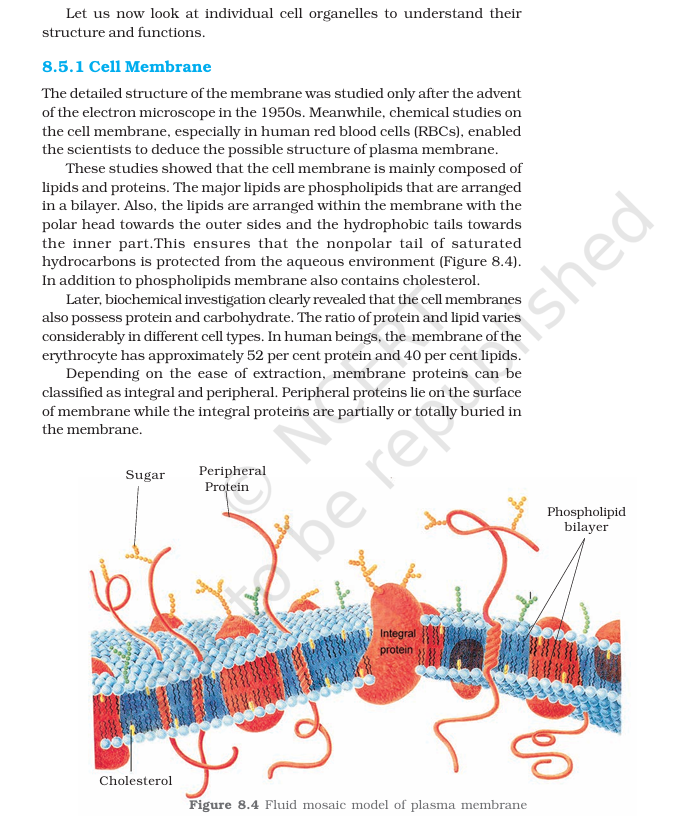 Let us now look at individual cell organelles to understand their
structure and functions.
8.5.1 Cell Membrane
The detailed structure of the membrane was studied only after the advent
of the electron microscope in the 1950s. Meanwhile, chemical studies on
the cell membrane, especially in human red blood cells (RBCs), enabled
the scientists to deduce the possible structure of plasma membrane.
These studies showed that the cell membrane is mainly composed of
lipids and proteins. The major lipids are phospholipids that are arranged
in a bilayer. Also, the lipids are arranged within the membrane with the
polar head towards the outer sides and the hydrophobic tails towards
the inner part.This ensures that the nonpolar tail of saturated
hydrocarbons is protected from the aqueous environment (Figure 8.4).
In addition to phospholipids membrane also contains cholesterol.
Later, biochemical investigation clearly revealed that the cell membranes
also possess protein and carbohydrate. The ratio of protein and lipid varies
considerably in different cell types. In human beings, the membrane of the
erythrocyte has approximately 52 per cent protein and 40 per cent lipids.
Depending on the ease of extraction, membrane proteins can be
classified as integral and peripheral. Peripheral proteins lie on the surface
of membrane while the integral proteins are partially or totally buried in
the membrane.
© NCERT
to be republished
Sugar
Peripheral
Protein
Phospholipid
bilayer
Integral
protein
Cholesterol
Figure 8.4 Fluid mosaic model of plasma membrane